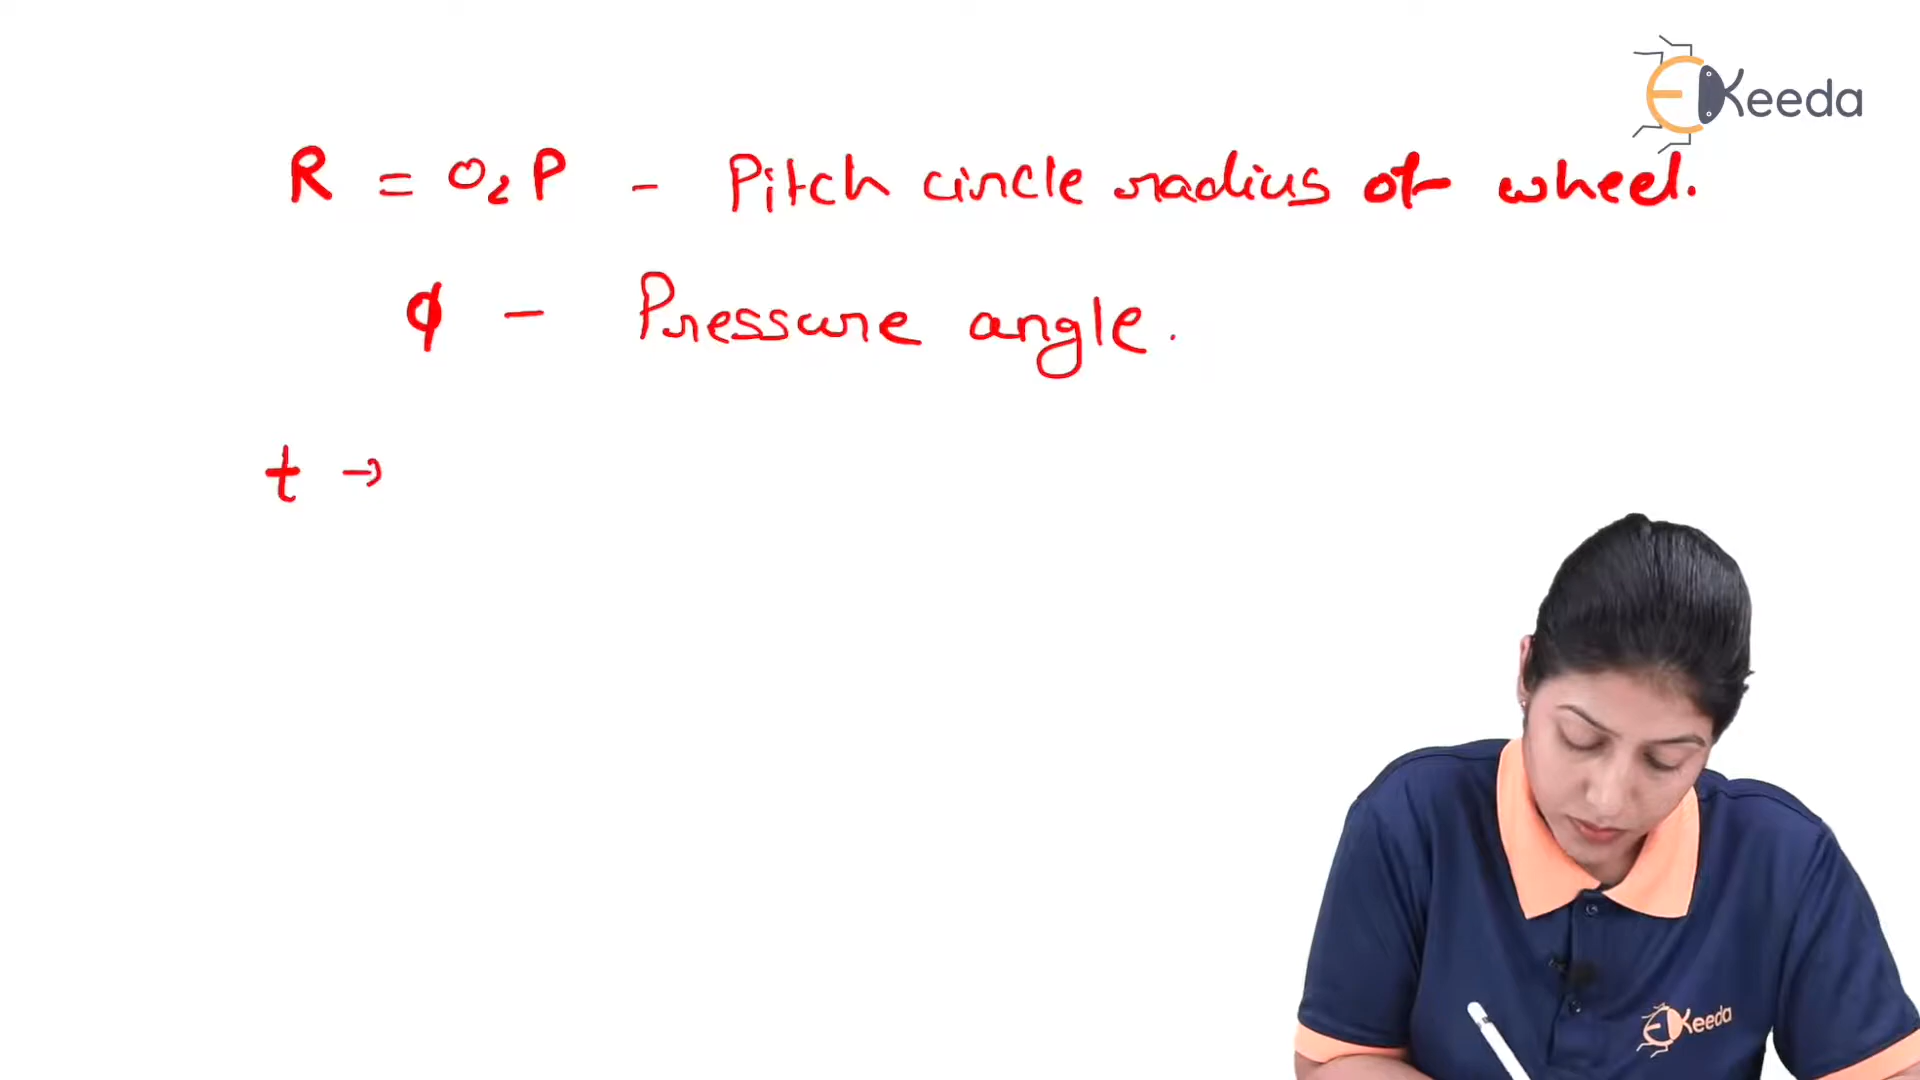 EKeeda
R = O₂P - Pitch circle radius of wheel.
ϕ - Pressure angle.
t →
EKeeda